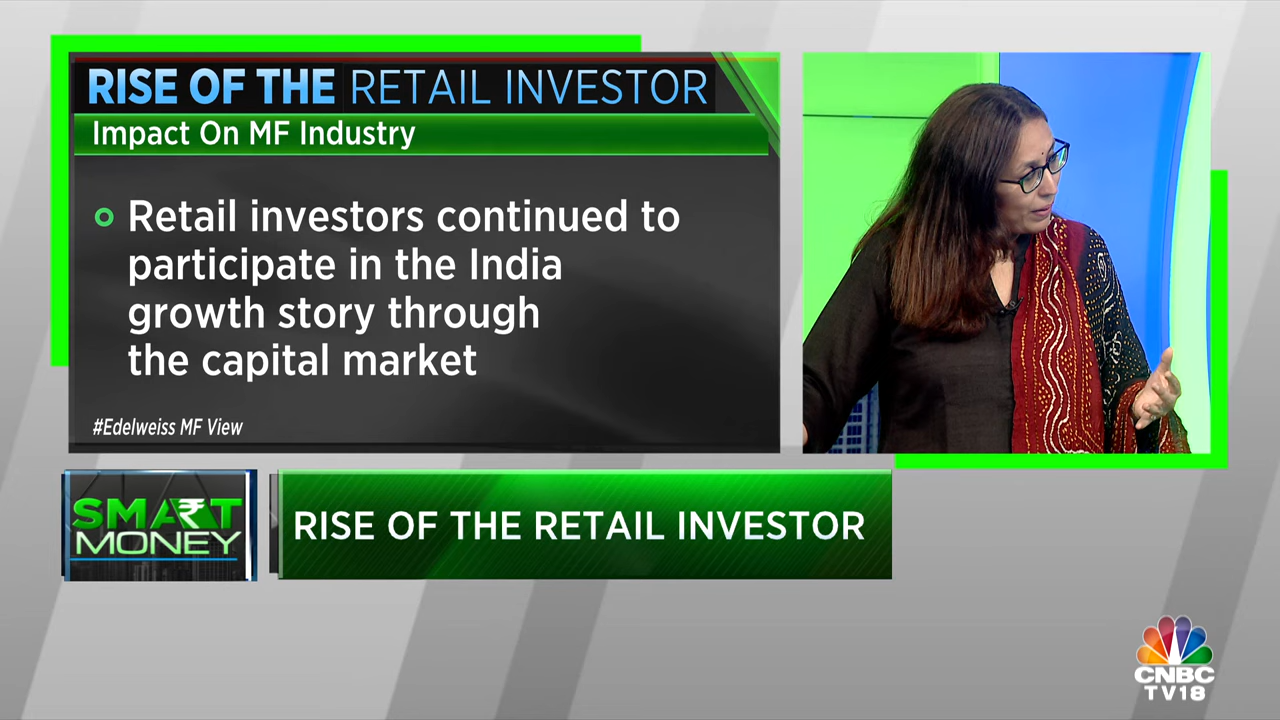 RISE OF THE RETAIL INVESTOR
Impact On MF Industry
Retail investors continued to
participate in the India
growth story through
the capital market
#Edelweiss MF View
SMA₹T
MONEY
RISE OF THE RETAIL INVESTOR
CNBC
TV18